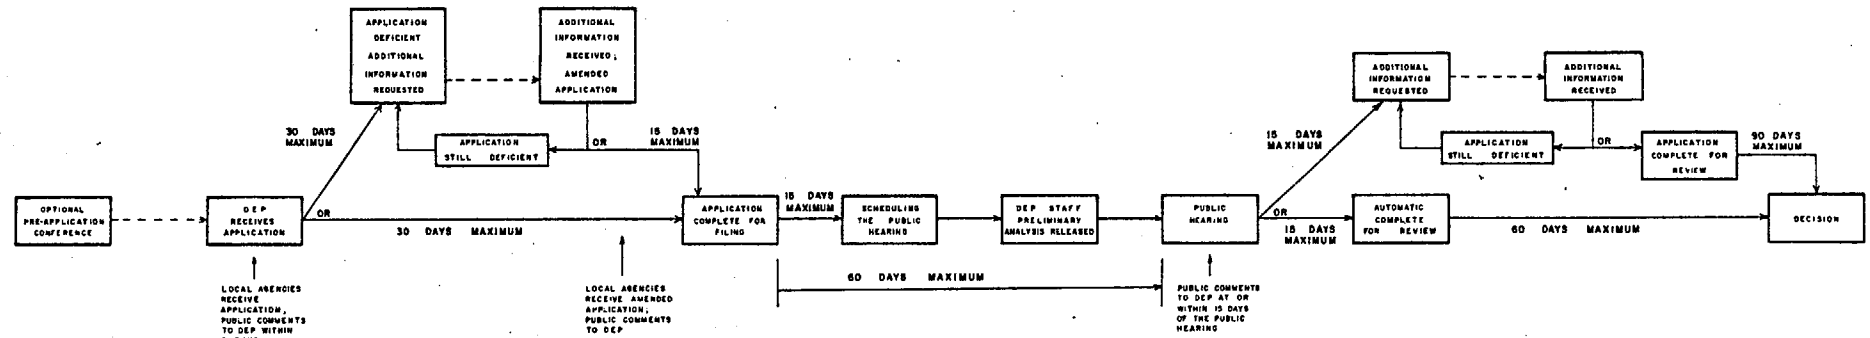 APPLICATION
DEFICIENT
ADDITIONAL
INFORMATION
REQUESTED
ADDITIONAL
INFORMATION
RECEIVED;
AMENDED
APPLICATION
30 DAYS
MAXIMUM
APPLICATION
STILL DEFICIENT
OR
15 DAYS
MAXIMUM
OPTIONAL
PRE-APPLICATION
CONFERENCE
DEP
RECEIVES
APPLICATION
OR
30 DAYS MAXIMUM
APPLICATION
COMPLETE FOR
FILING
15 DAYS
MAXIMUM
SCHEDULING
THE PUBLIC
HEARING
DEP STAFF
PRELIMINARY
ANALYSIS RELEASED
PUBLIC
HEARING
60 DAYS MAXIMUM
LOCAL AGENCIES
RECEIVE
APPLICATION,
PUBLIC COMMENTS
TO DEP WITHIN
LOCAL AGENCIES
RECEIVE AMENDED
APPLICATION;
PUBLIC COMMENTS
TO DEP
PUBLIC COMMENTS
TO DEP AT OR
WITHIN 15 DAYS
OF THE PUBLIC
HEARING
ADDITIONAL
INFORMATION
REQUESTED
ADDITIONAL
INFORMATION
RECEIVED
15 DAYS
MAXIMUM
APPLICATION
STILL DEFICIENT
OR
APPLICATION
COMPLETE FOR
REVIEW
90 DAYS
MAXIMUM
OR
15 DAYS
MAXIMUM
AUTOMATIC
COMPLETE
FOR REVIEW
60 DAYS MAXIMUM
DECISION